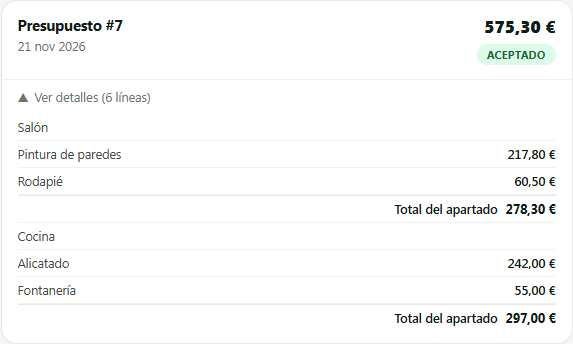 Presupuesto #7
575,30 €
21 nov 2026
ACEPTADO
▲ Ver detalles (6 líneas)
Salón
Pintura de paredes 217,80 €
Rodapié 60,50 €
Total del apartado 278,30 €
Cocina
Alicatado 242,00 €
Fontanería 55,00 €
Total del apartado 297,00 €